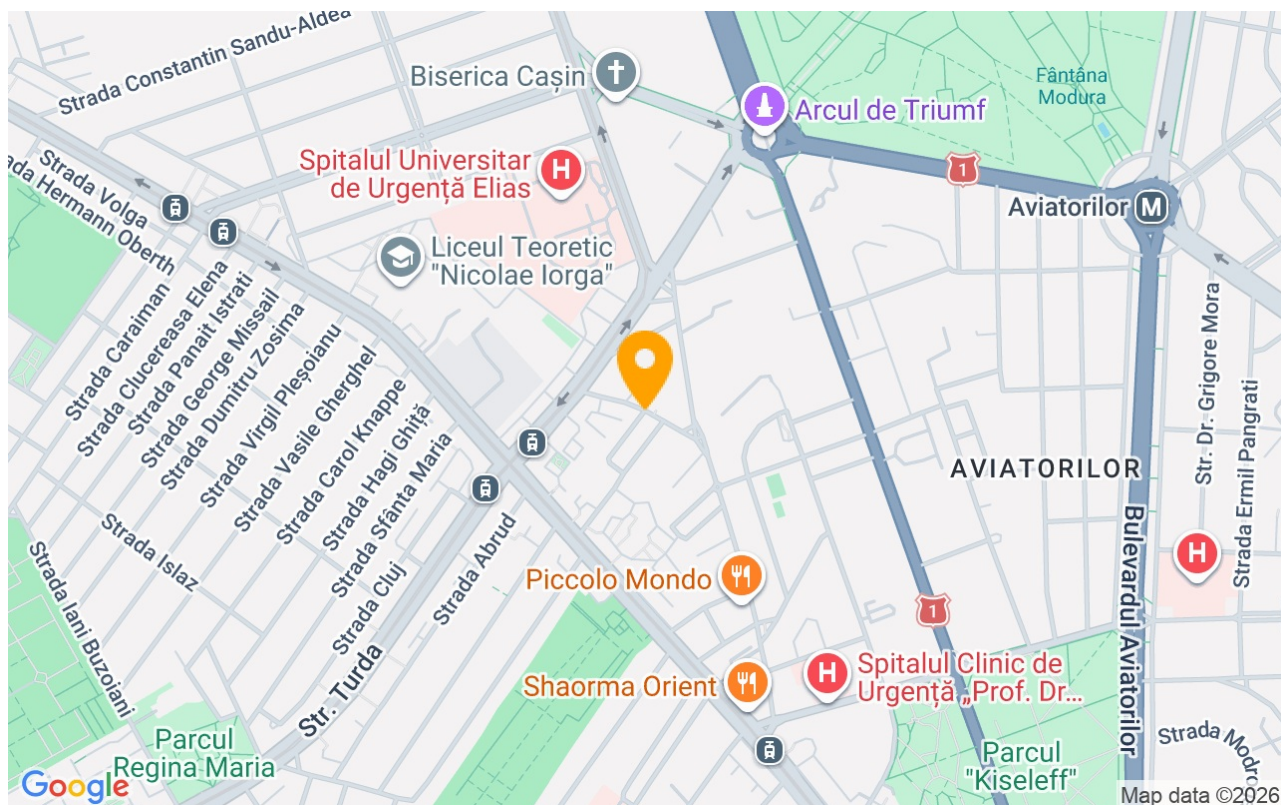 Strada Constantin Sandu-Aldea
Biserica Cașin
Arcul de Triumf
Fântâna
Modura
Strada Volga
Strada Hermann Oberth
Spitalul Universitar
de Urgență Elias
1
Aviatorilor
M
Liceul Teoretic
"Nicolae Iorga"
Strada Caraiman
Strada Clucereasa Elena
Strada Panait Istrati
Strada George Missail
Strada Dumitru Zosima
Strada Virgil Pleșoianu
Strada Vasile Gherghel
Strada Carol Knappe
Strada Hagi Ghiță
Strada Sfânta Maria
Strada Cluj
Strada Abrud
Str. Turda
Strada Islaz
Strada Iani Buzoiani
AVIATORILOR
Str. Dr. Grigore Mora
Strada Ermil Pangrati
Bulevardul Aviatorilor
H
H
H
Piccolo Mondo
1
Shaorma Orient
Spitalul Clinic de
Urgență „Prof. Dr...
Parcul
Regina Maria
Parcul
"Kiseleff"
Strada Modro
Google
Map data ©2026